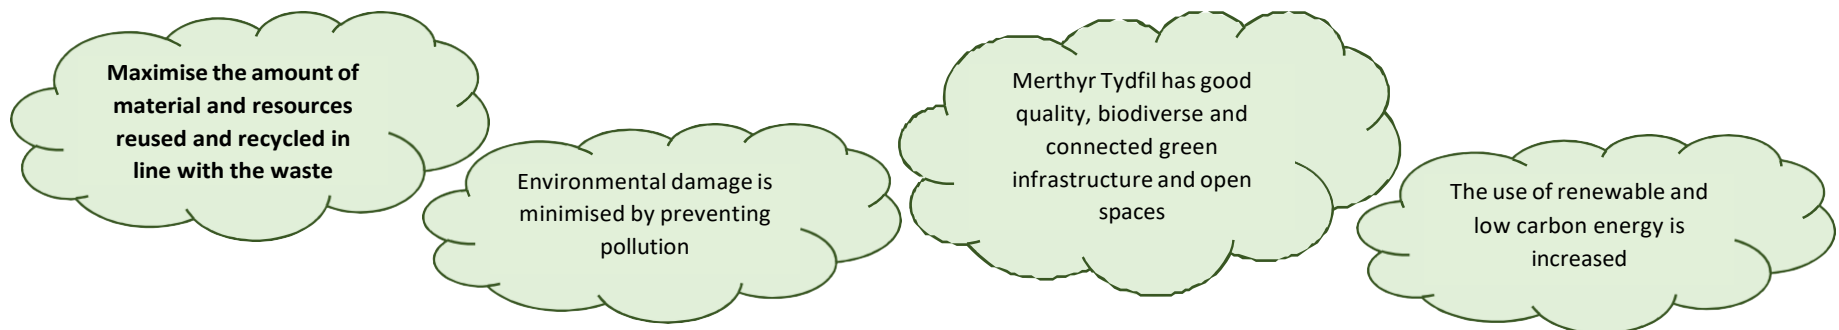 Maximise the amount of
material and resources
reused and recycled in
line with the waste
Environmental damage is
minimised by preventing
pollution
Merthyr Tydfil has good
quality, biodiverse and
connected green
infrastructure and open
spaces
The use of renewable and
low carbon energy is
increased